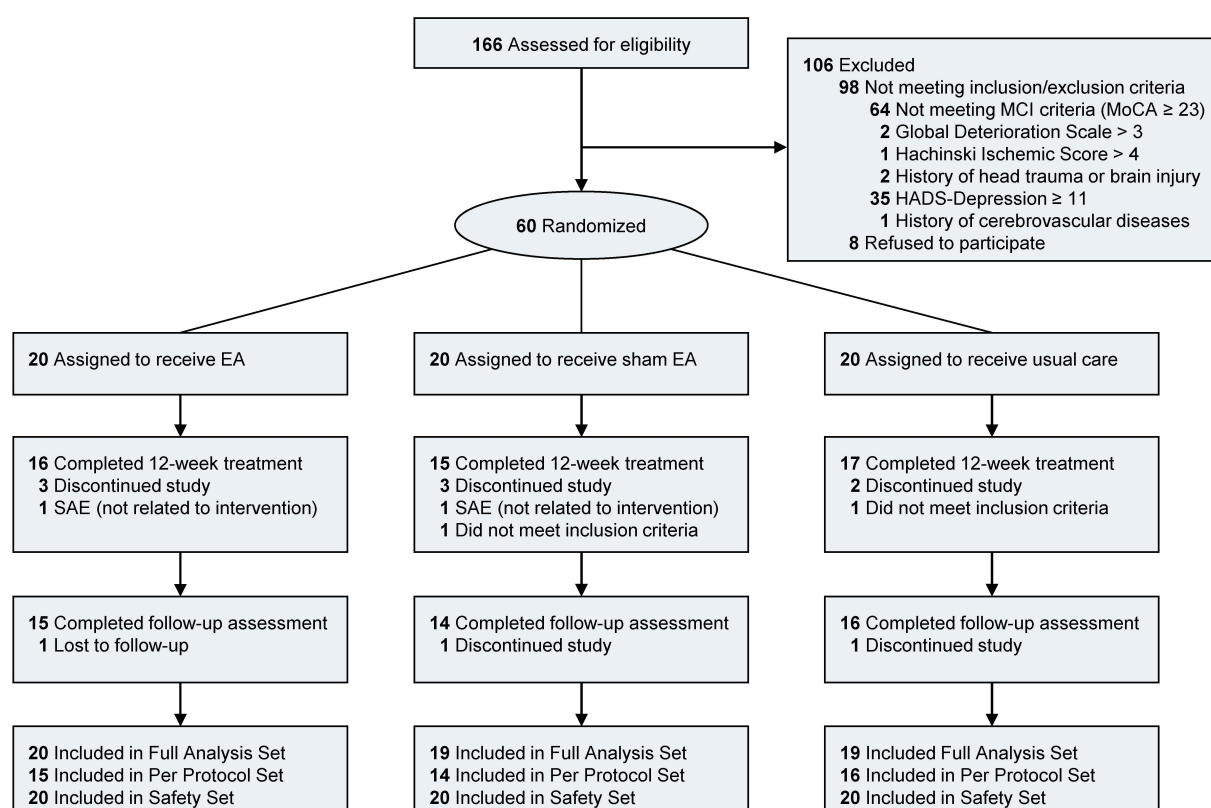 166 Assessed for eligibility
106 Excluded
98 Not meeting inclusion/exclusion criteria
64 Not meeting MCI criteria (MoCA ≥ 23)
2 Global Deterioration Scale > 3
1 Hachinski Ischemic Score > 4
2 History of head trauma or brain injury
35 HADS-Depression ≥ 11
1 History of cerebrovascular diseases
8 Refused to participate
60 Randomized
20 Assigned to receive EA
20 Assigned to receive sham EA
20 Assigned to receive usual care
16 Completed 12-week treatment
3 Discontinued study
1 SAE (not related to intervention)
15 Completed 12-week treatment
3 Discontinued study
1 SAE (not related to intervention)
1 Did not meet inclusion criteria
17 Completed 12-week treatment
2 Discontinued study
1 Did not meet inclusion criteria
15 Completed follow-up assessment
1 Lost to follow-up
14 Completed follow-up assessment
1 Discontinued study
16 Completed follow-up assessment
1 Discontinued study
20 Included in Full Analysis Set
15 Included in Per Protocol Set
20 Included in Safety Set
19 Included in Full Analysis Set
14 Included in Per Protocol Set
20 Included in Safety Set
19 Included Full Analysis Set
16 Included in Per Protocol Set
20 Included in Safety Set